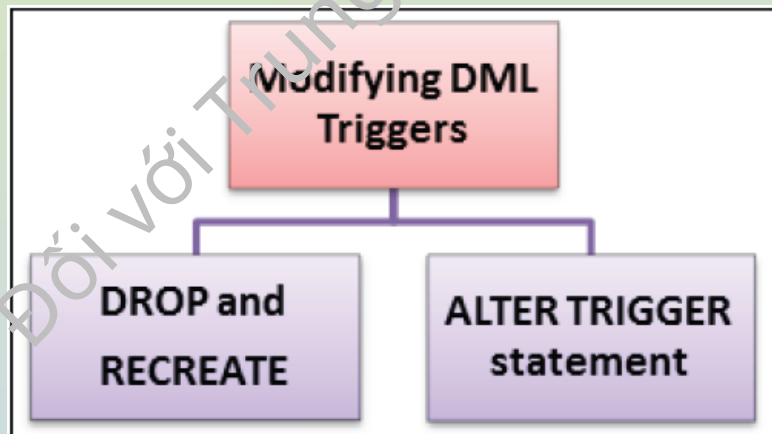 Modifying DML
Triggers
DROP and
RECREATE
ALTER TRIGGER
statement
Đối với Trung